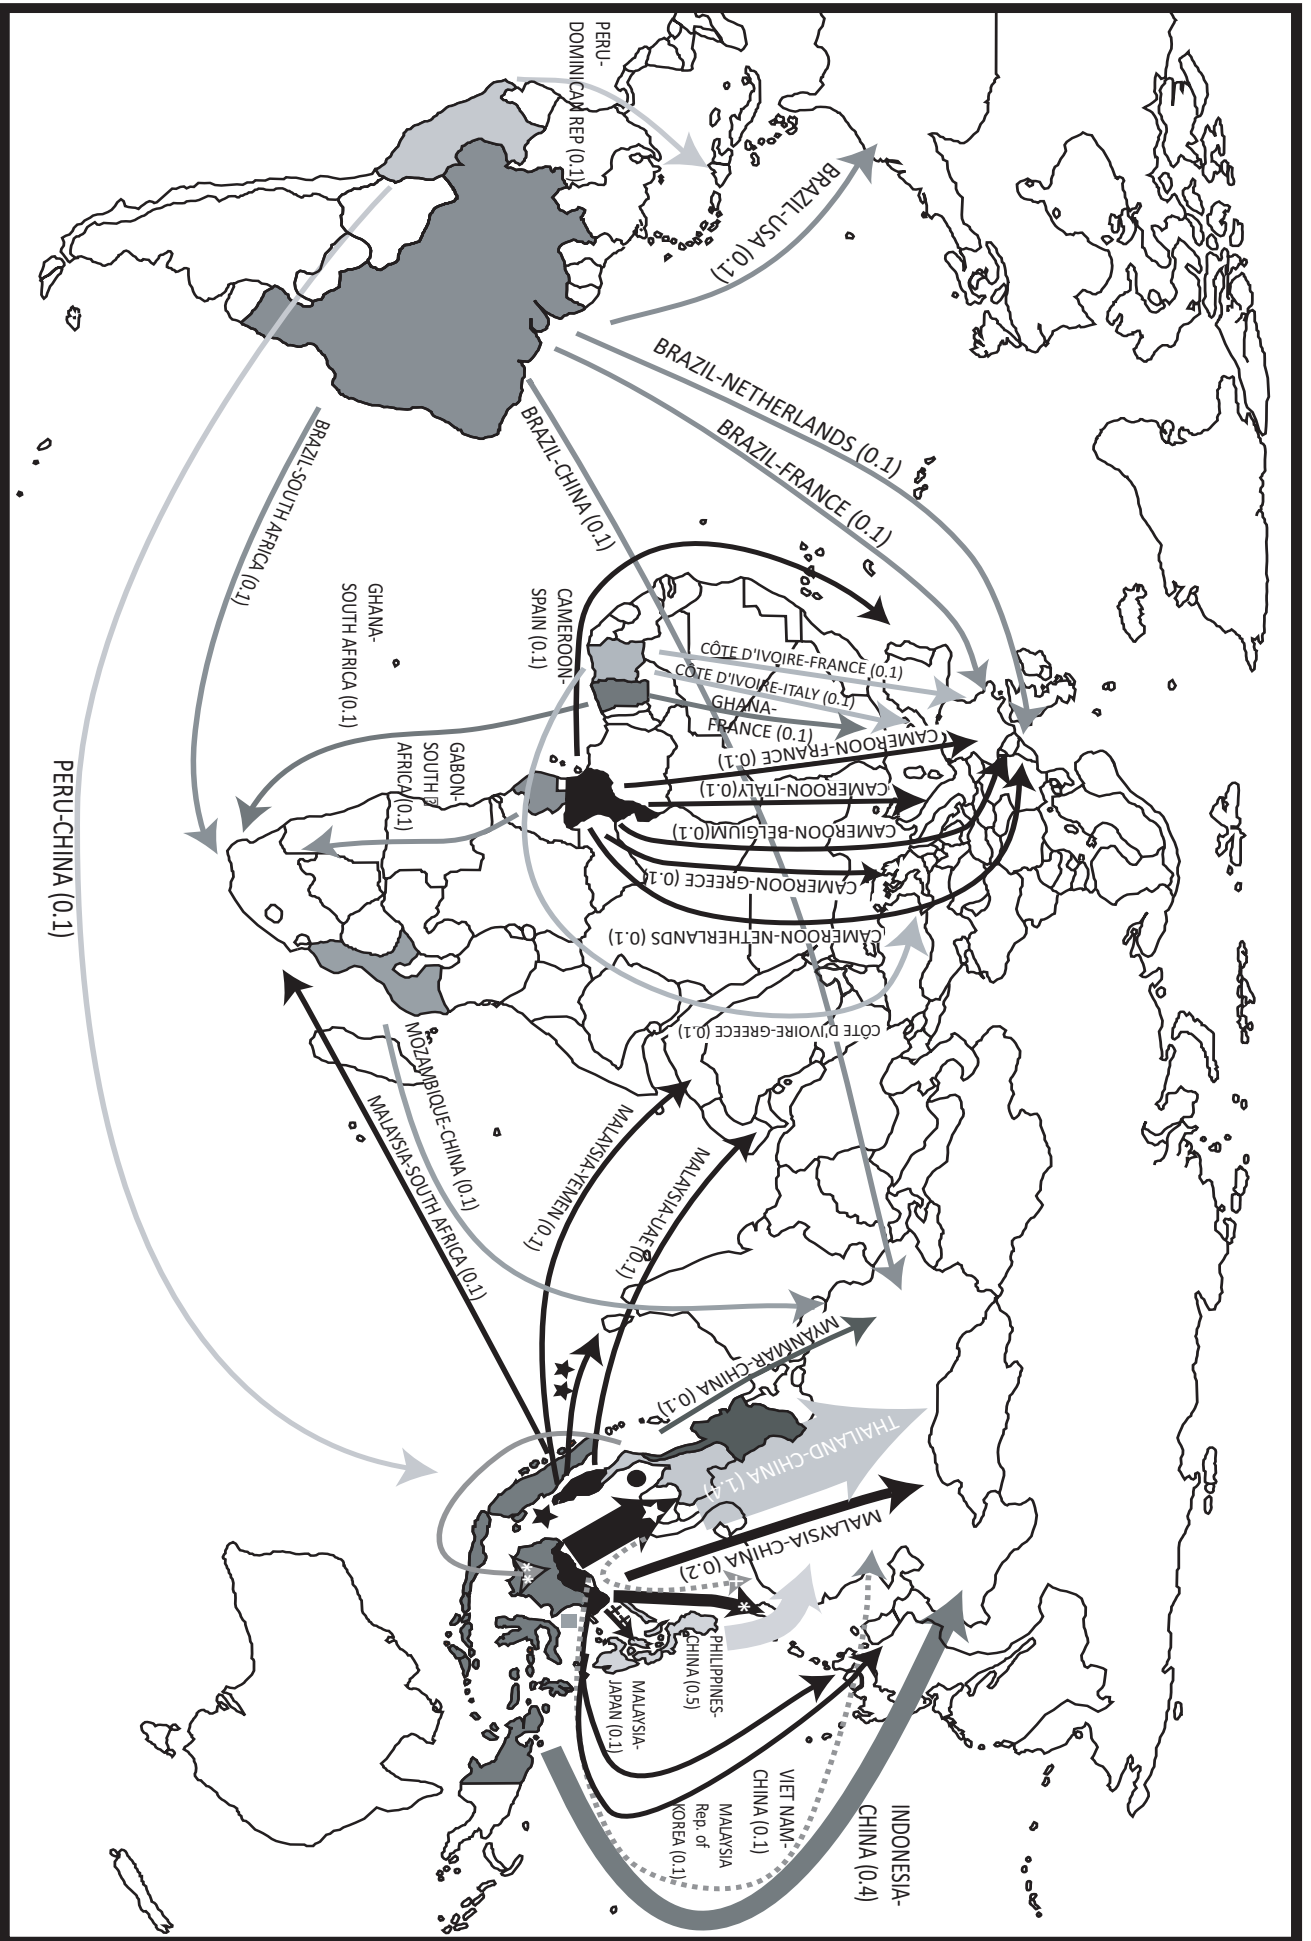 PERU-
DOMINICAN REP (0.1)
BRAZIL-USA (0.1)
BRAZIL-NETHERLANDS (0.1)
BRAZIL-FRANCE (0.1)
BRAZIL-CHINA (0.1)
BRAZIL-SOUTH AFRICA (0.1)
PERU-CHINA (0.1)
CAMEROON-
SPAIN (0.1)
GHANA-
SOUTH AFRICA (0.1)
GABON-
SOUTH
AFRICA(0.1)
CÔTE D'IVOIRE-FRANCE (0.1)
CÔTE D'IVOIRE-ITALY (0.1)
GHANA-
FRANCE (0.1)
CAMEROON-FRANCE (0.1)
CAMEROON-ITALY(0.1)
CAMEROON-BELGIUM(0.1)
CAMEROON-GREECE (0.1)
CAMEROON-NETHERLANDS (0.1)
CÔTE D'IVOIRE-GREECE (0.1)
MOZAMBIQUE-CHINA (0.1)
MALAYSIA-SOUTH AFRICA (0.1)
MALAYSIA-YEMEN (0.1)
MALAYSIA-UAE (0.1)
MYANMAR-CHINA (0.1)
THAILAND-CHINA (1.4)
MALAYSIA-CHINA (0.2)
PHILIPPINES-
CHINA (0.5)
MALAYSIA-
JAPAN (0.1)
VIET NAM-
CHINA (0.1)
MALAYSIA
Rep. of
KOREA (0.1)
INDONESIA-
CHINA (0.4)